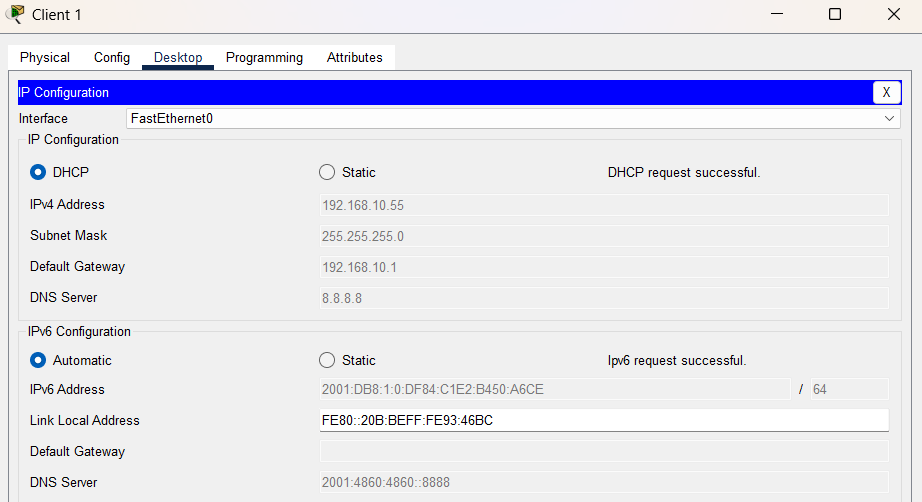 Client 1
Physical Config Desktop Programming Attributes
IP Configuration X
Interface FastEthernet0
IP Configuration
DHCP Static DHCP request successful.
IPv4 Address 192.168.10.55
Subnet Mask 255.255.255.0
Default Gateway 192.168.10.1
DNS Server 8.8.8.8
IPv6 Configuration
Automatic Static Ipv6 request successful.
IPv6 Address 2001:DB8:1:0:DF84:C1E2:B450:A6CE / 64
Link Local Address FE80::20B:BEFF:FE93:46BC
Default Gateway
DNS Server 2001:4860:4860::8888